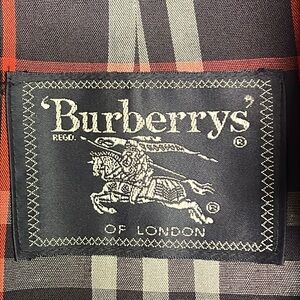 'Burberrys'
REGD. ®
®
OF LONDON